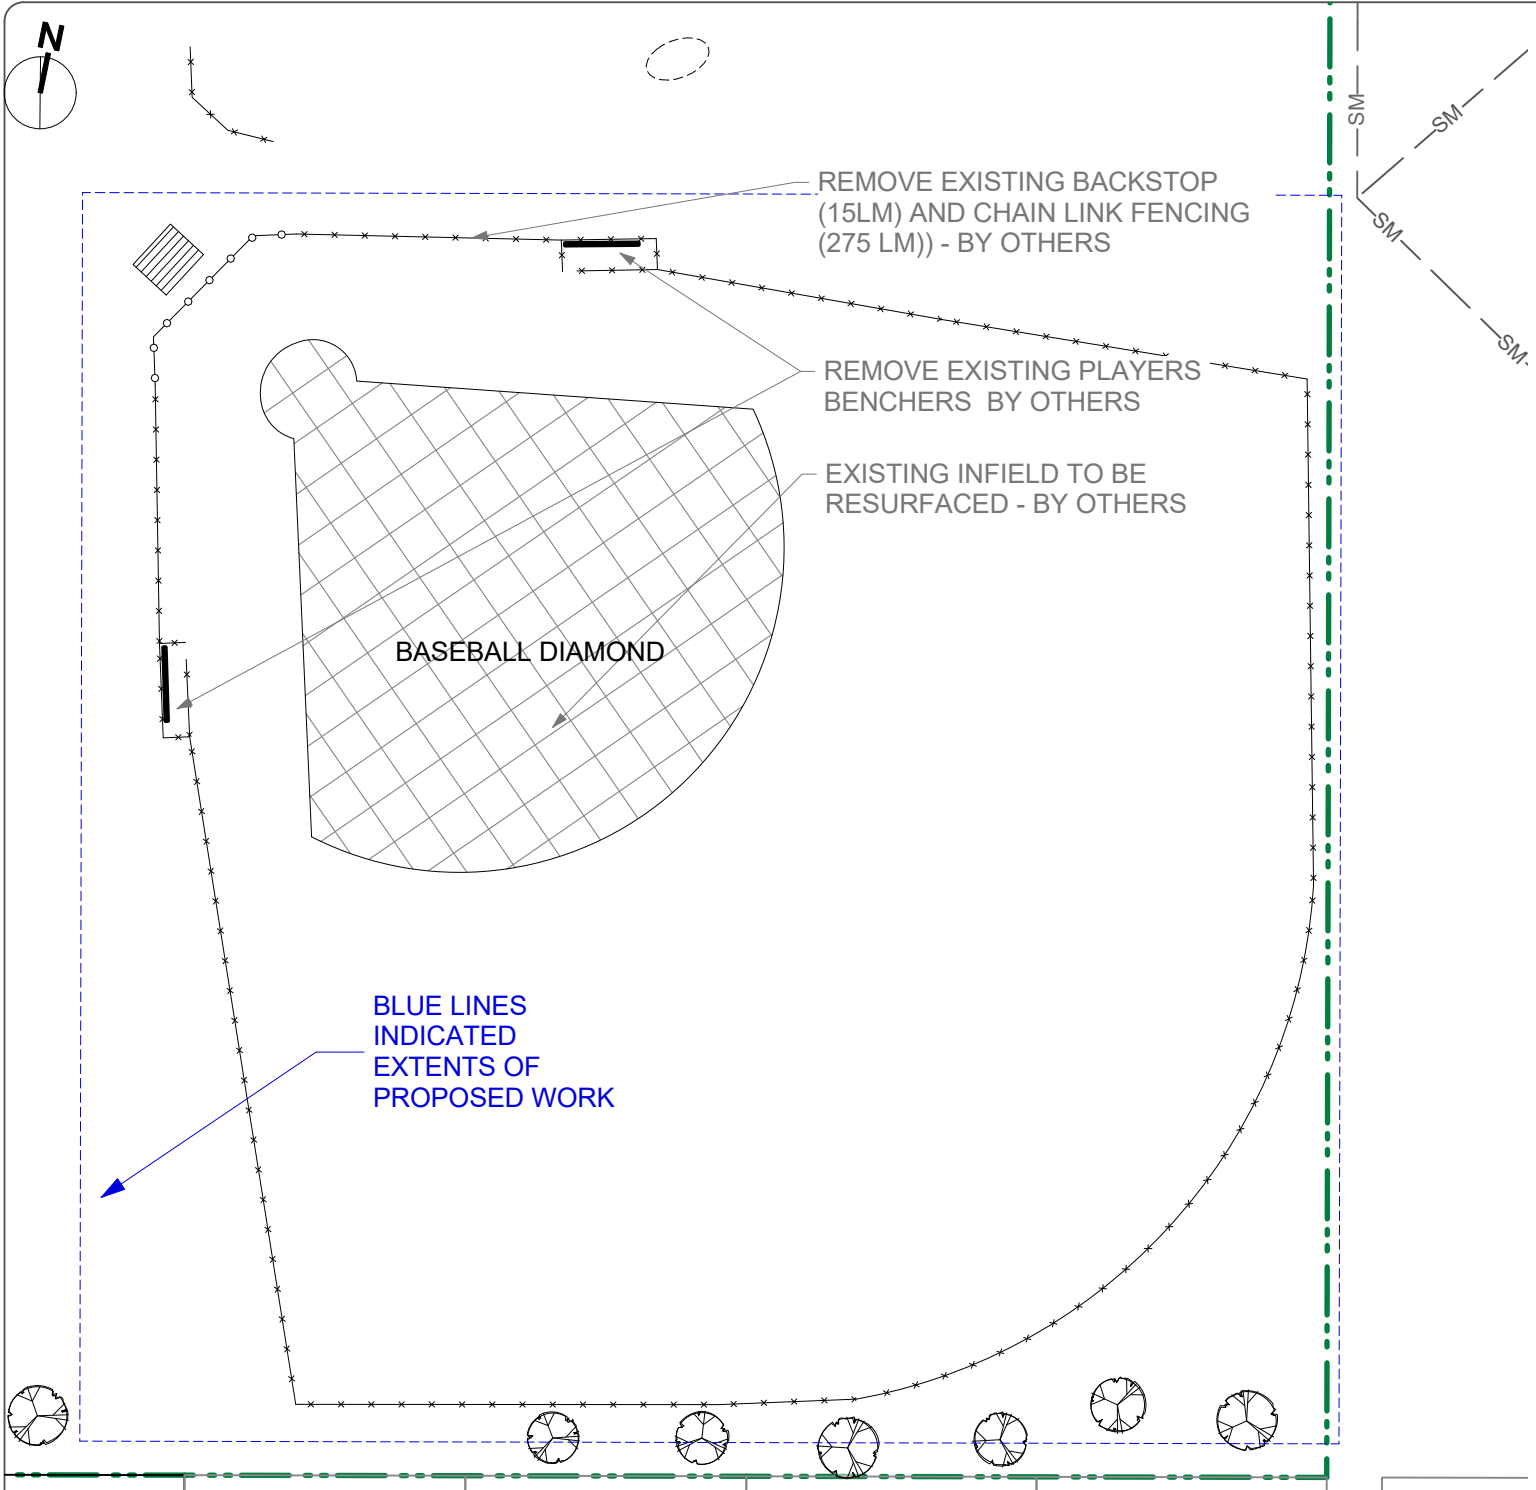 N
SM
SM
REMOVE EXISTING BACKSTOP
(15LM) AND CHAIN LINK FENCING
(275 LM)) - BY OTHERS
SM
SM
REMOVE EXISTING PLAYERS
BENCHERS BY OTHERS
EXISTING INFIELD TO BE
RESURFACED - BY OTHERS
BASEBALL DIAMOND
BLUE LINES
INDICATED
EXTENTS OF
PROPOSED WORK